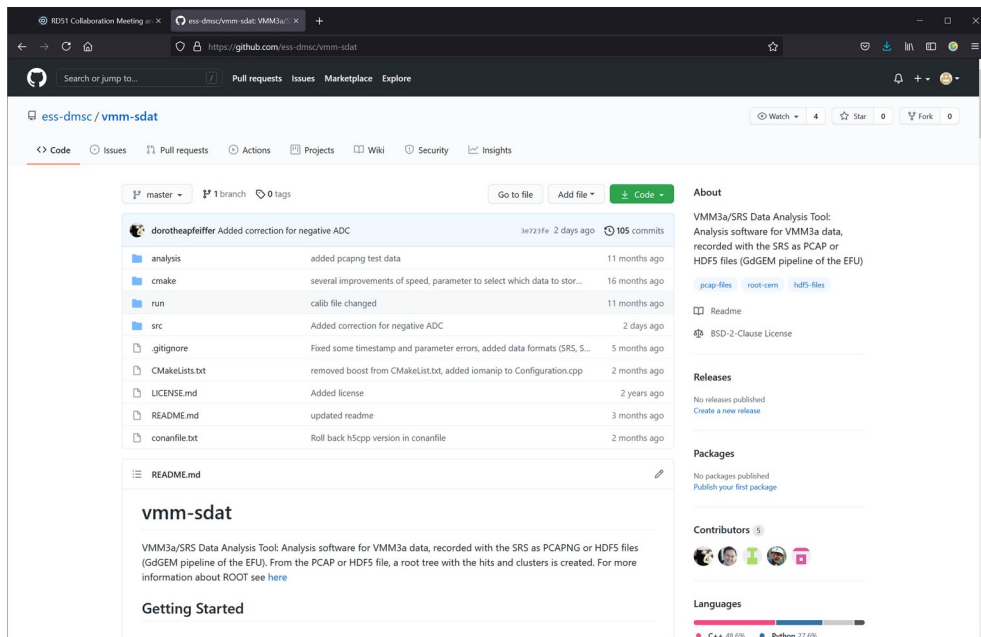 RD51 Collaboration Meeting an
ess-dmsc/vmm-sdat: VMM3a/S
https://github.com/ess-dmsc/vmm-sdat
Search or jump to...
/
Pull requests Issues Marketplace Explore
ess-dmsc / vmm-sdat
Watch 4 Star 0 Fork 0
Code Issues Pull requests Actions Projects Wiki Security Insights
master 1 branch 0 tags
Go to file Add file Code
dorotheapfeiffer Added correction for negative ADC 3e723fe 2 days ago 105 commits
analysis added pcapng test data 11 months ago
cmake several improvements of speed, parameter to select which data to stor... 16 months ago
run calib file changed 11 months ago
src Added correction for negative ADC 2 days ago
.gitignore Fixed some timestamp and parameter errors, added data formats (SRS, S... 5 months ago
CMakeLists.txt removed boost from CMakeList.txt, added iomanip to Configuration.cpp 2 months ago
LICENSE.md Added license 2 years ago
README.md updated readme 3 months ago
conanfile.txt Roll back h5cpp version in conanfile 2 months ago
README.md
vmm-sdat
VMM3a/SRS Data Analysis Tool: Analysis software for VMM3a data, recorded with the SRS as PCAPNG or HDF5 files
(GdGEM pipeline of the EFU). From the PCAP or HDF5 file, a root tree with the hits and clusters is created. For more
information about ROOT see here
Getting Started
About
VMM3a/SRS Data Analysis Tool:
Analysis software for VMM3a data,
recorded with the SRS as PCAP or
HDF5 files (GdGEM pipeline of the EFU)
pcap-files root-cern hdf5-files
Readme
BSD-2-Clause License
Releases
No releases published
Create a new release
Packages
No packages published
Publish your first package
Contributors 5
Languages
C++ 48.6% Python 27.6%